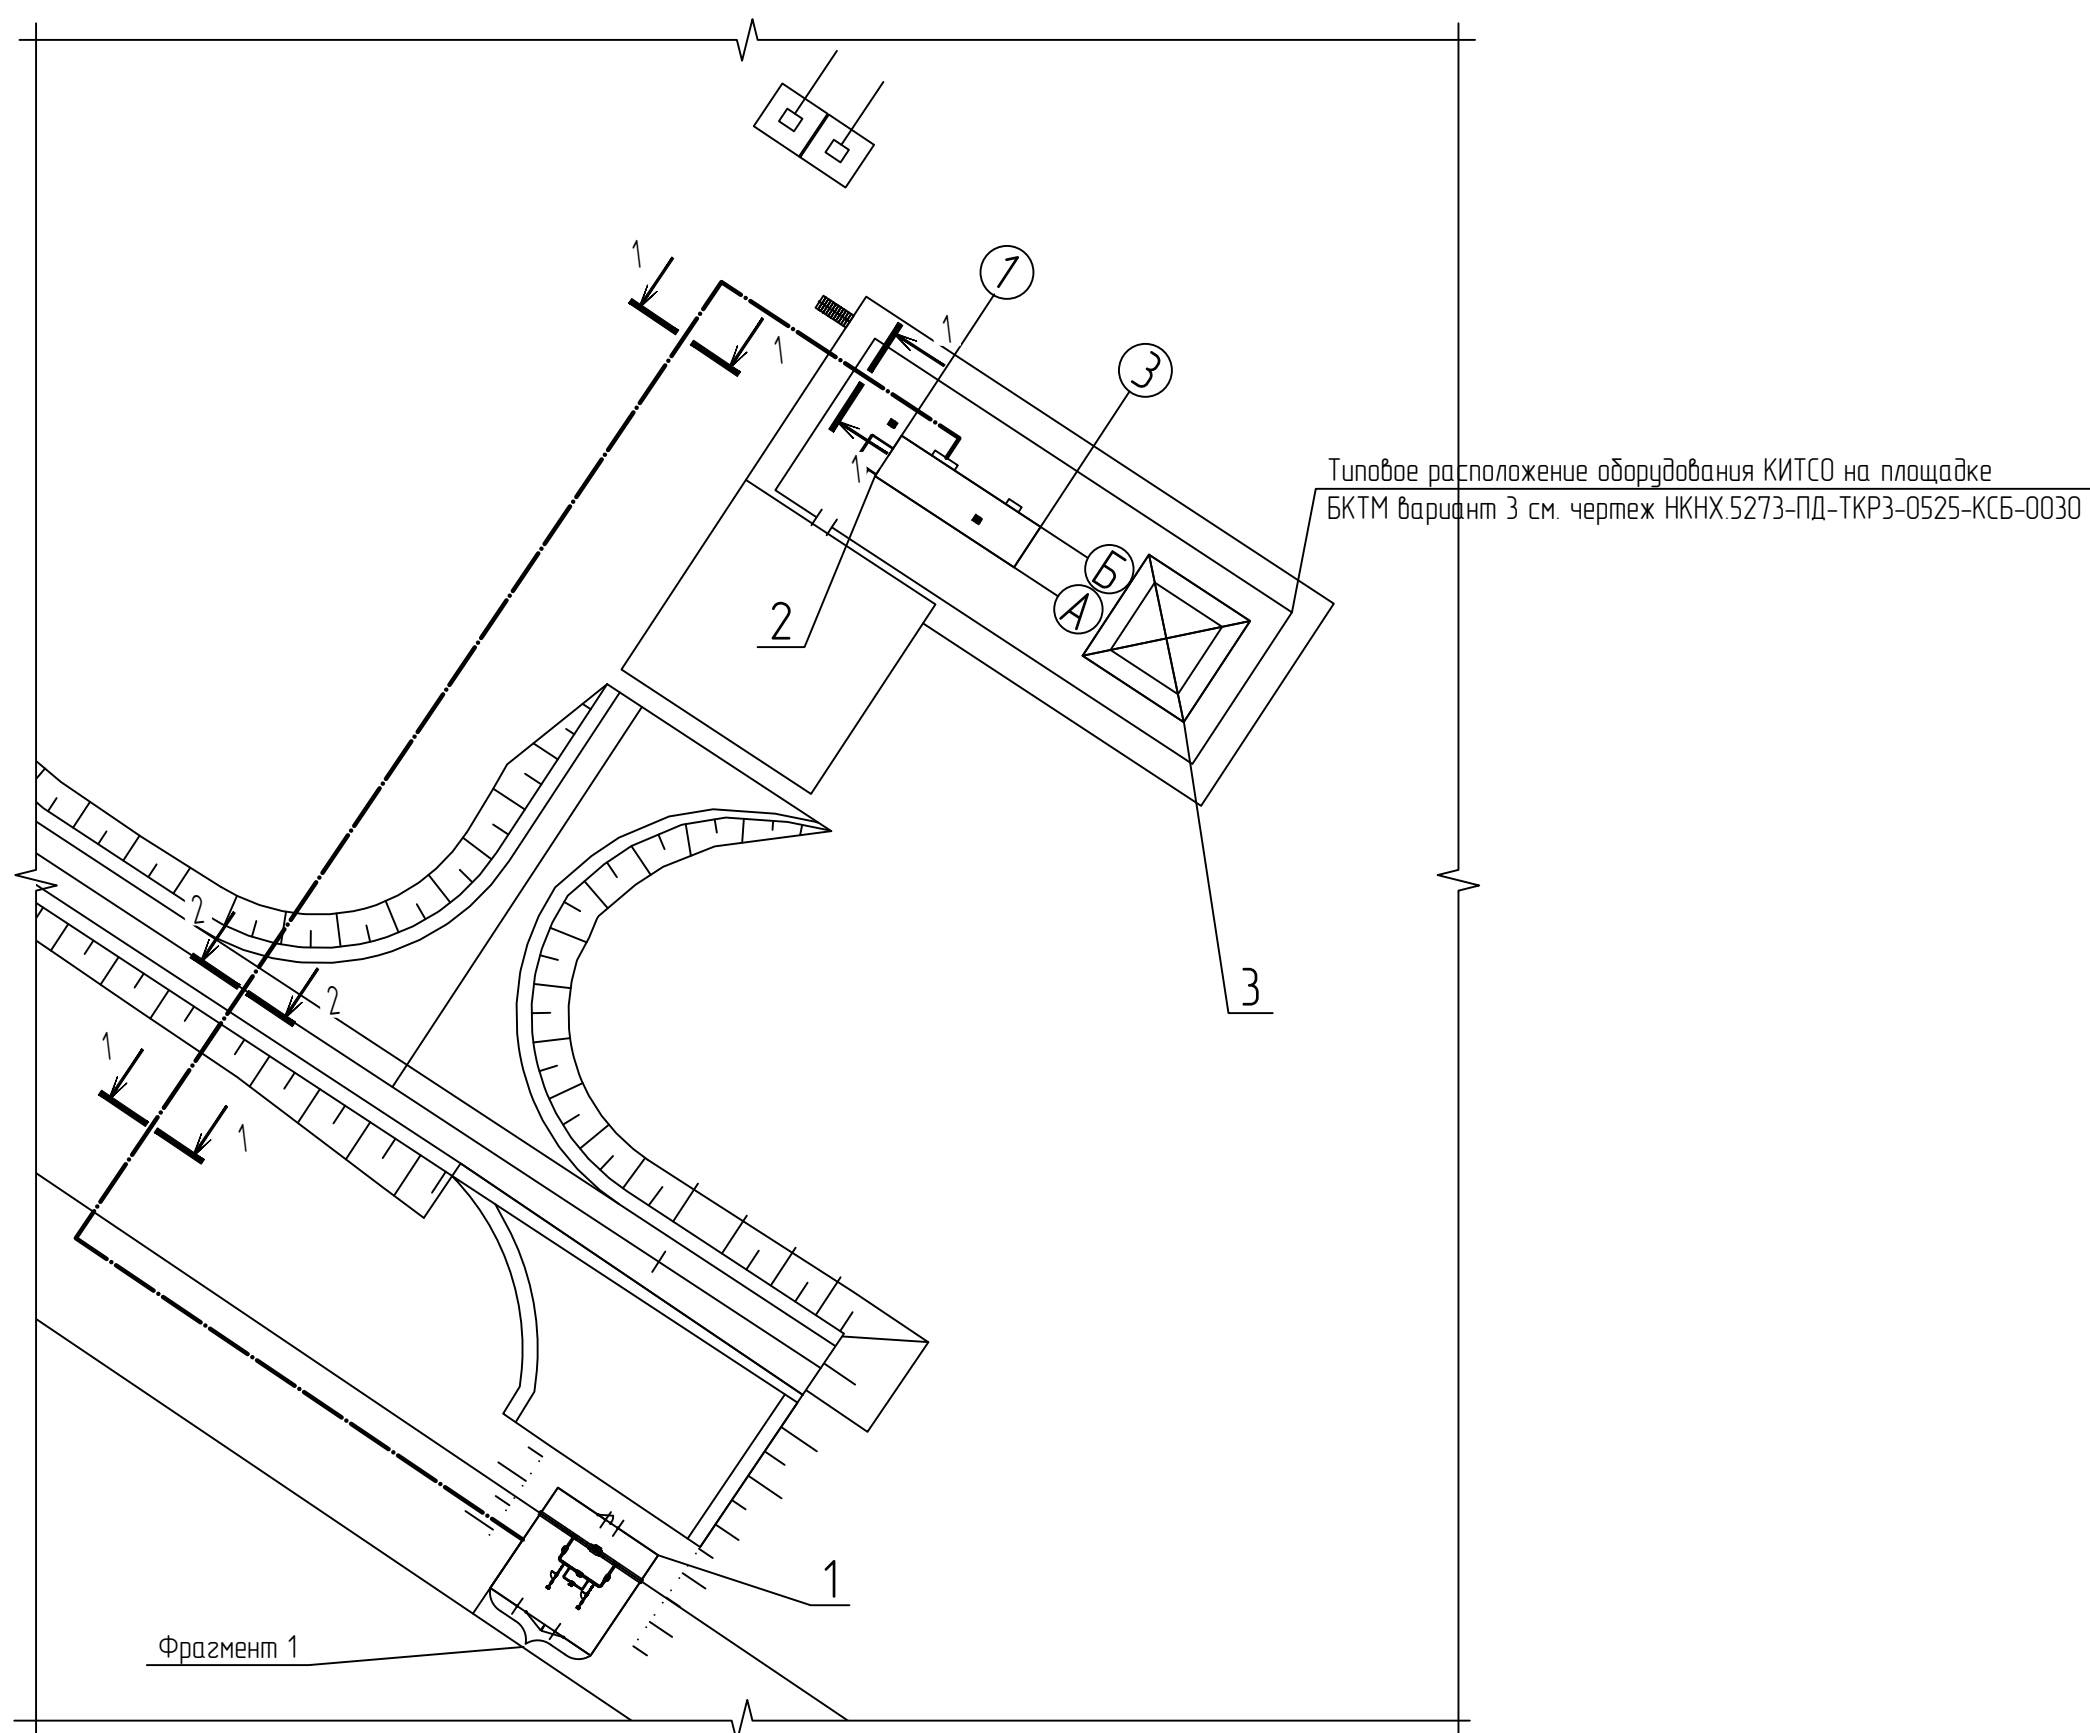 1
1
1
1
3
1
Типовое расположение оборудования КИТСО на площадке
БКТМ вариант 3 см. чертеж НКНХ.5273-ПД-ТКР3-0525-КСБ-0030
Б
А
2
2
3
2
1
1
1
Фрагмент 1